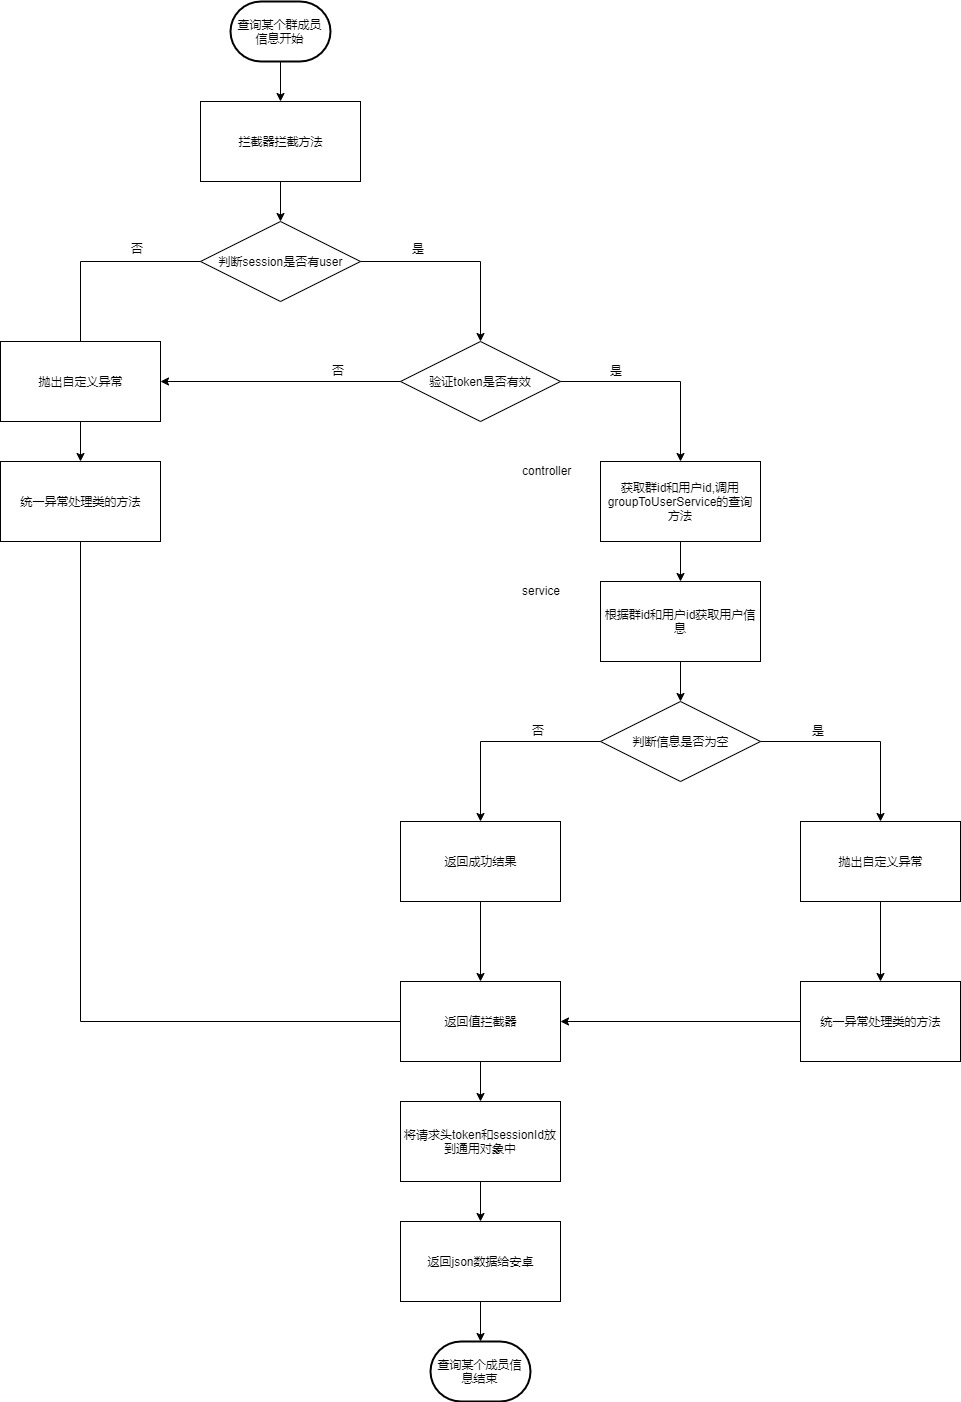 查询某个群成员
信息开始
拦截器拦截方法
否
是
判断session是否有user
否
是
抛出自定义异常
验证token是否有效
controller
获取群id和用户id,调用
groupToUserService的查询
方法
统一异常处理类的方法
service
根据群id和用户id获取用户信
息
否
是
判断信息是否为空
返回成功结果
抛出自定义异常
返回值拦截器
统一异常处理类的方法
将请求头token和sessionId放
到通用对象中
返回json数据给安卓
查询某个成员信
息结束